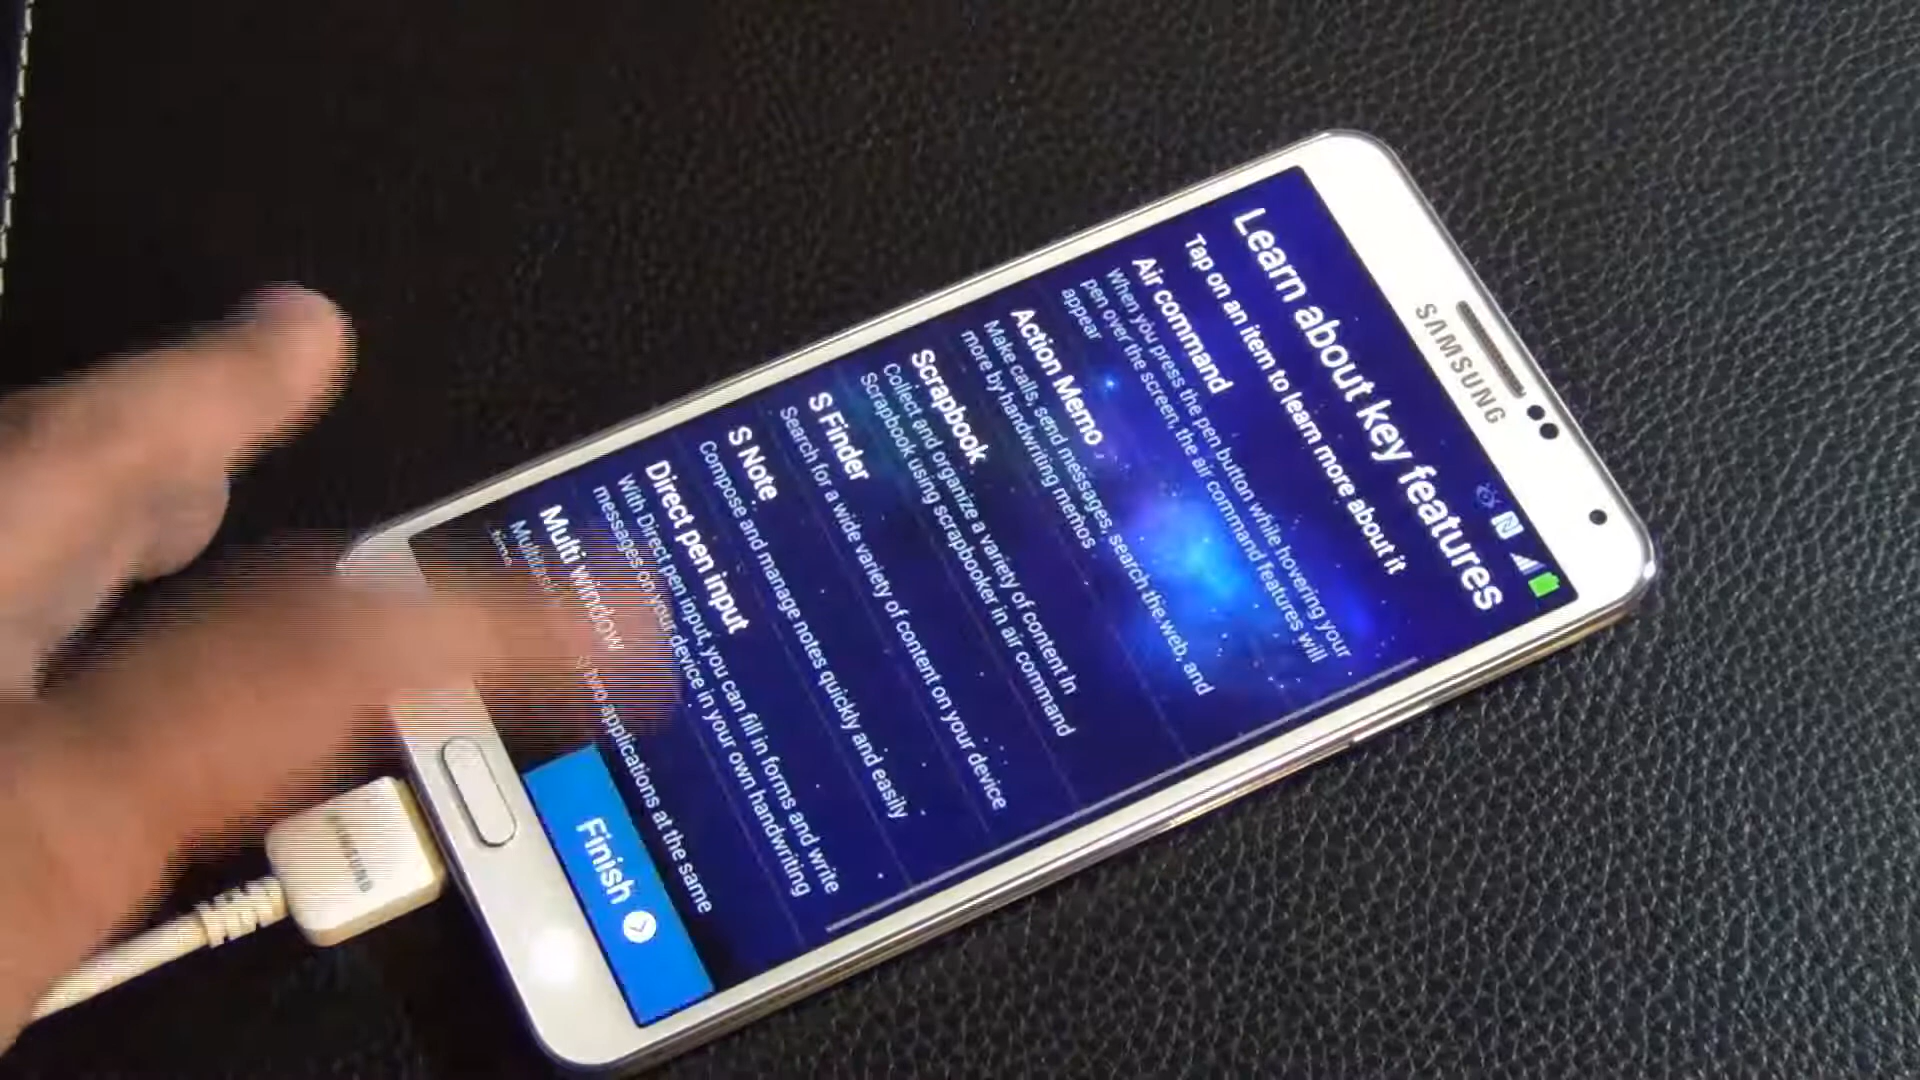 SAMSUNG
Learn about key features
Tap on an item to learn more about it
Air command
When you press the pen button while hovering your
pen over the screen, the air command features will
appear
Action Memo
Make calls, send messages, search the web, and
more by handwriting memos
Scrapbook
Collect and organize a variety of content in
Scrapbook using scrapbooker in air command
S Finder
Search for a wide variety of content on your device
S Note
Compose and manage notes quickly and easily
Direct pen input
With Direct pen input, you can fill in forms and write
messages on your device in your own handwriting
Multi window
two applications at the same
time
Finish
SAMSUNG